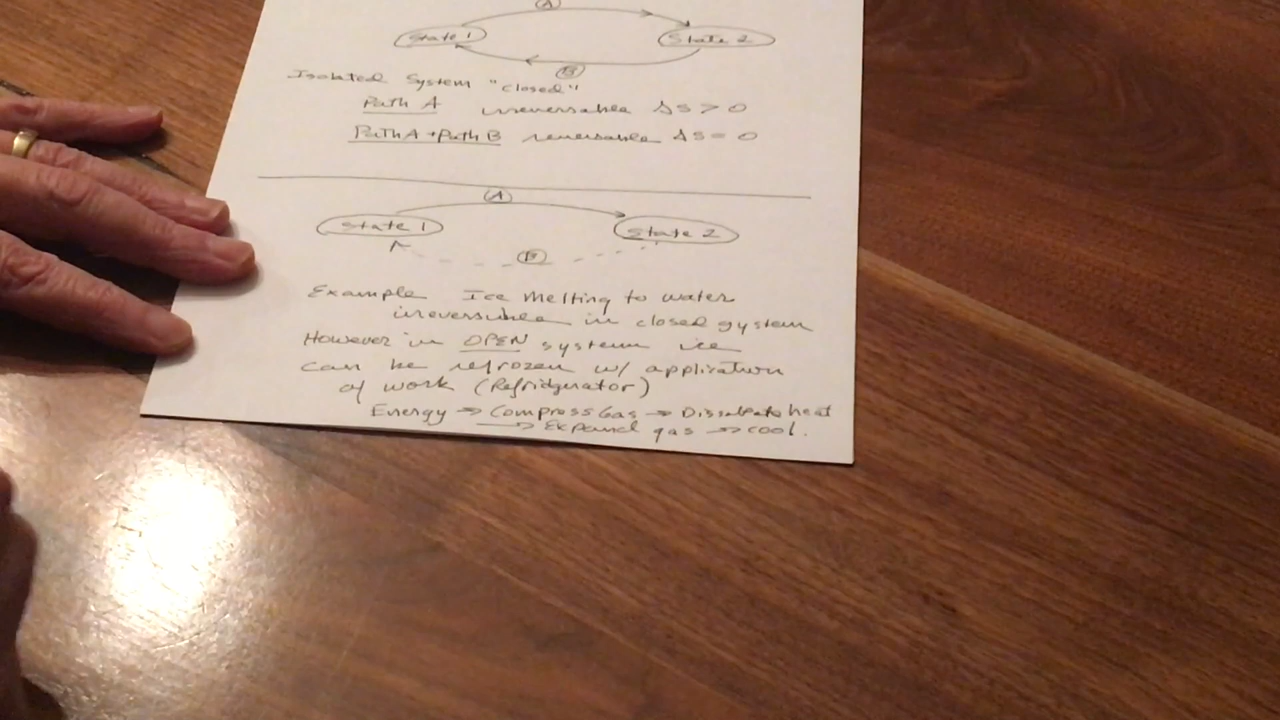 A
State 1 State 2
B
Isolated System "closed"
Path A irreversable ΔS > 0
Path A + Path B reversable ΔS = 0
A
State 1 State 2
B
Example Ice melting to water
irreversible in closed system
However in OPEN system ice
can be refrozen w/ application
of work (Refridgerator)
Energy → Compress Gas → Dissapate heat
→ Expand gas → cool.